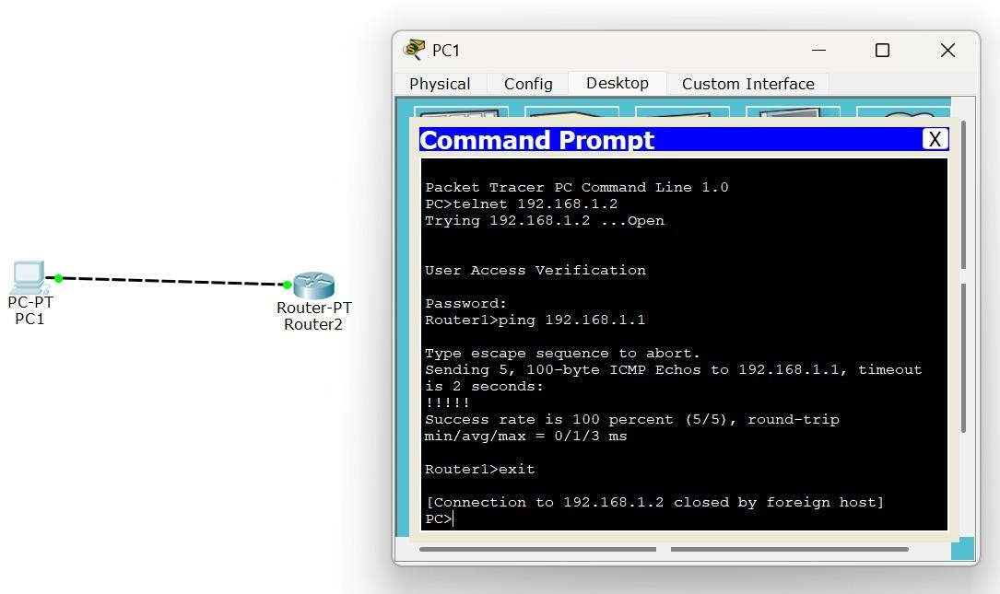 PC-PT
PC1
Router-PT
Router2
PC1
Physical Config Desktop Custom Interface
Command Prompt X
Packet Tracer PC Command Line 1.0
PC>telnet 192.168.1.2
Trying 192.168.1.2 ...Open
User Access Verification
Password:
Router1>ping 192.168.1.1
Type escape sequence to abort.
Sending 5, 100-byte ICMP Echos to 192.168.1.1, timeout
is 2 seconds:
!!!!!
Success rate is 100 percent (5/5), round-trip
min/avg/max = 0/1/3 ms
Router1>exit
[Connection to 192.168.1.2 closed by foreign host]
PC>